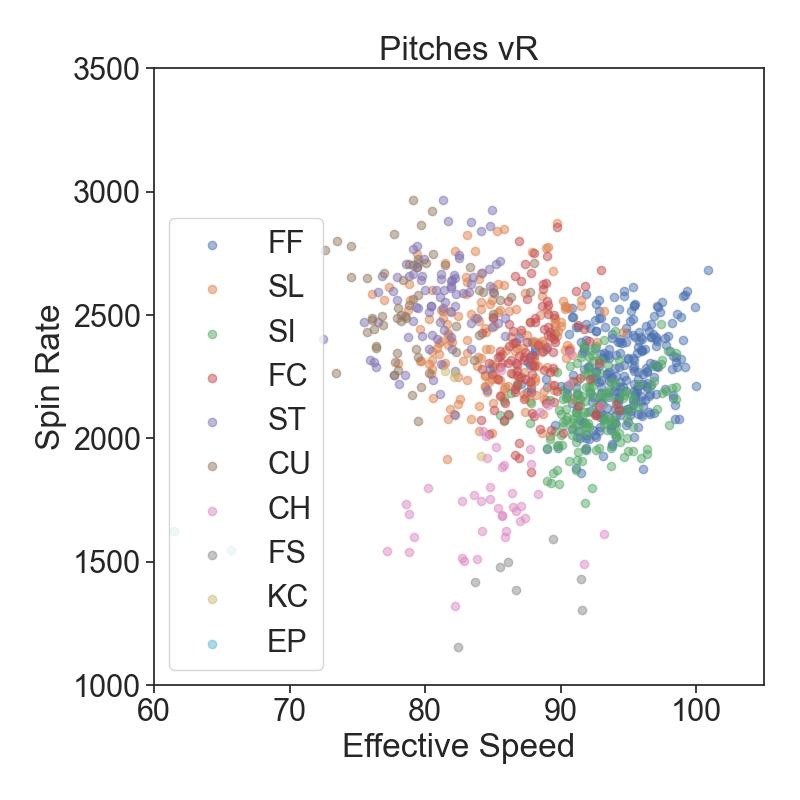 Pitches vR
3500
3000
2500
2000
1500
1000
Spin Rate
FF
SL
SI
FC
ST
CU
CH
FS
KC
EP
60 70 80 90 100
Effective Speed